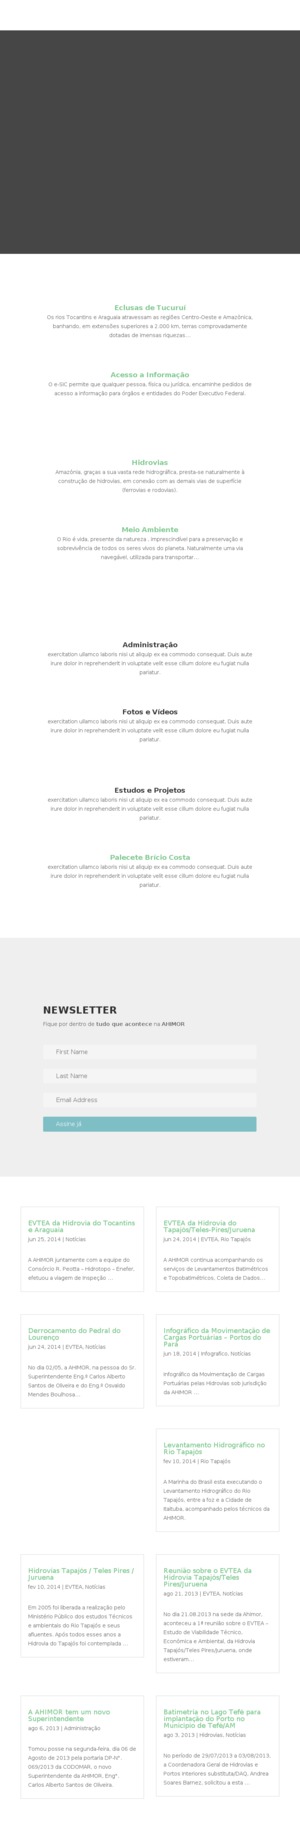 Eclusas de Tucuruí
Os rios Tocantins e Araguaia atravessam as regiões Centro-Oeste e Amazônica,
banhando, em extensões superiores a 2.000 km, terras comprovadamente
dotadas de imensas riquezas…
Acesso a Informação
O e-SIC permite que qualquer pessoa, física ou jurídica, encaminhe pedidos de
acesso a informação para órgãos e entidades do Poder Executivo Federal.
Hidrovias
Amazônia, graças a sua vasta rede hidrográfica, presta-se naturalmente à
construção de hidrovias, em conexão com as demais vias de superfície
(ferrovias e rodovias).
Meio Ambiente
O Rio é vida, presente da natureza , imprescindível para a preservação e
sobrevivência de todos os seres vivos do planeta. Naturalmente uma via
navegável, utilizada para transportar…
Administração
exercitation ullamco laboris nisi ut aliquip ex ea commodo consequat. Duis aute
irure dolor in reprehenderit in voluptate velit esse cillum dolore eu fugiat nulla
pariatur.
Fotos e Vídeos
exercitation ullamco laboris nisi ut aliquip ex ea commodo consequat. Duis aute
irure dolor in reprehenderit in voluptate velit esse cillum dolore eu fugiat nulla
pariatur.
Estudos e Projetos
exercitation ullamco laboris nisi ut aliquip ex ea commodo consequat. Duis aute
irure dolor in reprehenderit in voluptate velit esse cillum dolore eu fugiat nulla
pariatur.
Palecete Brício Costa
exercitation ullamco laboris nisi ut aliquip ex ea commodo consequat. Duis aute
irure dolor in reprehenderit in voluptate velit esse cillum dolore eu fugiat nulla
pariatur.
NEWSLETTER
Fique por dentro de tudo que acontece na AHIMOR
First Name
Last Name
Email Address
Assine já
EVTEA da Hidrovia do Tocantins
e Araguaia
jun 25, 2014 | Notícias
A AHIMOR juntamente com a equipe do
Consórcio R. Peotta – Hidrotopo – Enefer,
efetuou a viagem de inspeção …
EVTEA da Hidrovia do
Tapajós/Teles-Pires/Juruena
jun 24, 2014 | EVTEA, Rio Tapajós
A AHIMOR continua acompanhando os
serviços de Levantamentos Batimétricos
e Topobatimétricos, Coleta de Dados…
Derrocamento do Pedral do
Lourenço
jun 24, 2014 | EVTEA, Notícias
No dia 02/05, a AHIMOR, na pessoa do Sr.
Superintendente Eng.º Carlos Alberto
Santos de Oliveira e do Eng.º Osvaldo
Mendes Boulhosa…
Infográfico da Movimentação de
Cargas Portuárias – Portos do
Pará
jun 18, 2014 | Infografico, Notícias
Infográfico da Movimentação de Cargas
Portuárias pelas Hidrovias sob jurisdição
da AHIMOR …
Levantamento Hidrográfico no
Rio Tapajós
fev 10, 2014 | Rio Tapajós
A Marinha do Brasil esta executando o
Levantamento Hidrográfico do Rio
Tapajós, entre a foz e a Cidade de
Itaituba, acompanhado pelos técnicos da
AHIMOR.
Hidrovias Tapajós / Teles Pires /
Juruena
fev 10, 2014 | EVTEA, Notícias
Em 2005 foi liberada a realização pelo
Ministério Público dos estudos Técnicos
e ambientais do Rio Tapajós e seus
afluentes. Após todos esses anos a
Hidrovia do Tapajós foi contemplada …
Reunião sobre o EVTEA da
Hidrovia Tapajós/Teles
Pires/Juruena
ago 21, 2013 | EVTEA, Notícias
No dia 21.08.2013 na sede da Ahimor,
aconteceu a 1ª reunião sobre o EVTEA –
Estudo de Viabilidade Técnico,
Econômica e Ambiental, da Hidrovia
Tapajós/Teles Pires/Juruena, onde
estiveram…
A AHIMOR tem um novo
Superintendente
ago 6, 2013 | Administração
Tomou posse na segunda-feira, dia 06 de
Agosto de 2013 pela portaria DP-Nº.
069/2013 da CODOMAR, o novo
Superintendente da AHIMOR, Engº.
Carlos Alberto Santos de Oliveira.
Batimetria no Lago Tefé para
implantação do Porto no
Município de Tefé/AM
ago 3, 2013 | Hidrovias, Notícias
No período de 29/07/2013 a 03/08/2013,
a Coordenadora Geral de Hidrovias e
Portos interiores substituta/DAQ, Andrea
Soares Barriez, solicitou a esta …